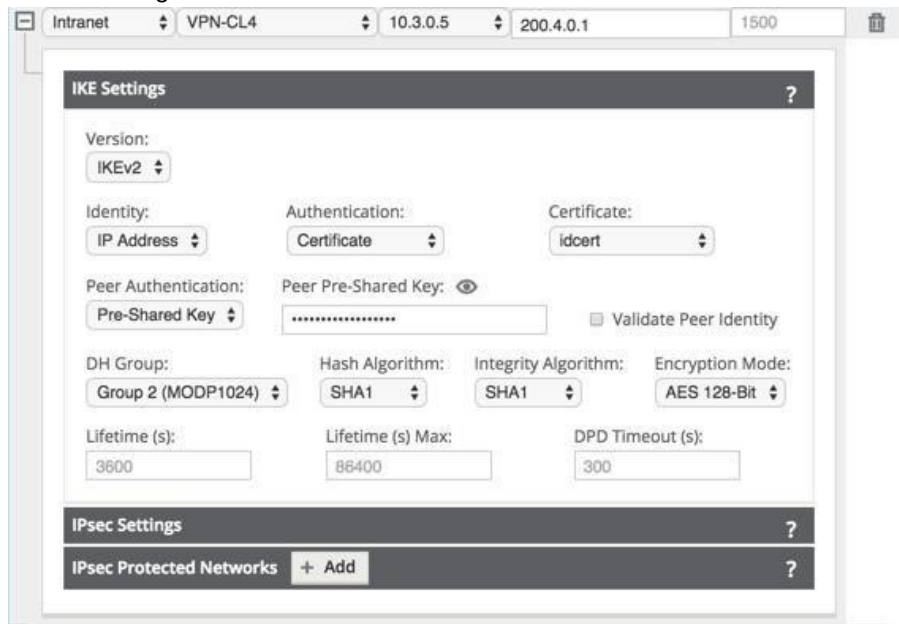 Intranet VPN-CL4 10.3.0.5 200.4.0.1 1500
IKE Settings ?
Version:
IKEv2
Identity: Authentication: Certificate:
IP Address Certificate idcert
Peer Authentication: Peer Pre-Shared Key:
Pre-Shared Key •••••••••••••••••• Validate Peer Identity
DH Group: Hash Algorithm: Integrity Algorithm: Encryption Mode:
Group 2 (MODP1024) SHA1 SHA1 AES 128-Bit
Lifetime (s): Lifetime (s) Max: DPD Timeout (s):
3600 86400 300
IPsec Settings ?
IPsec Protected Networks + Add ?